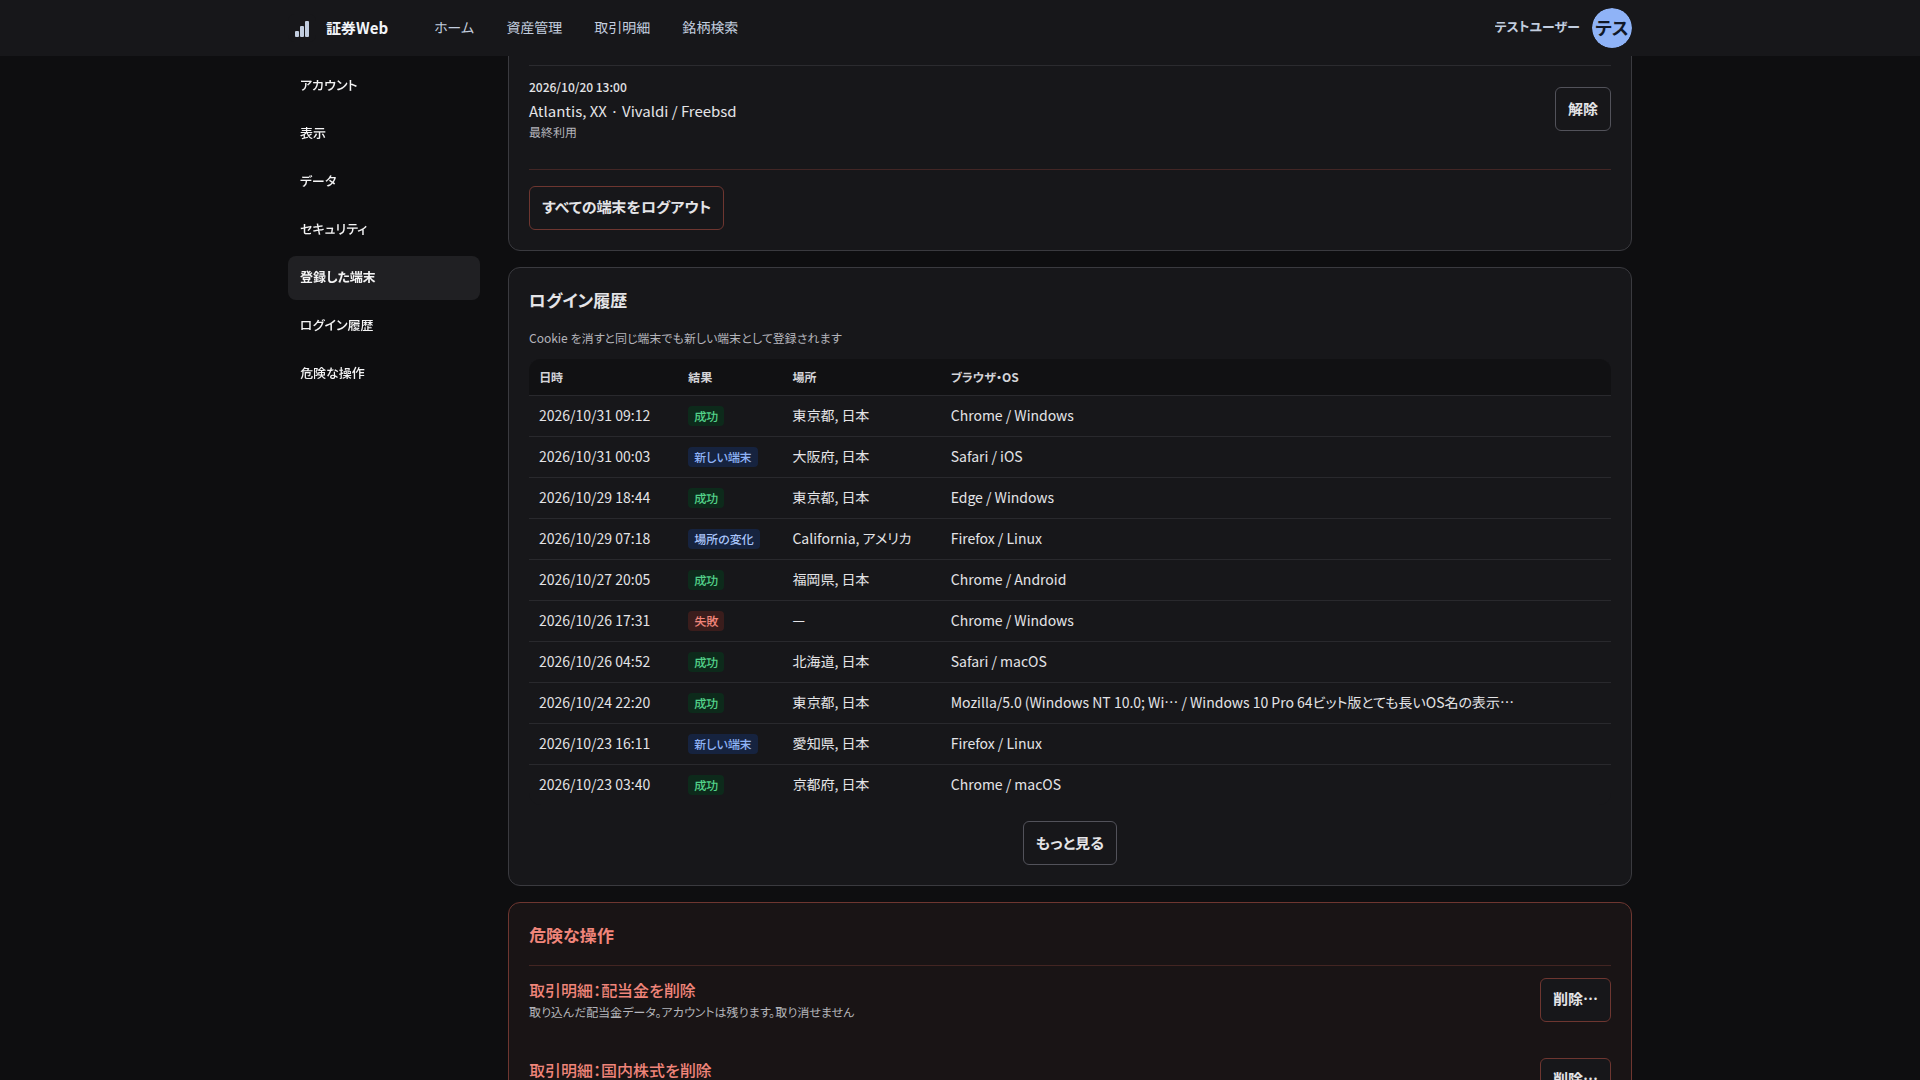 証券Web ホーム 資産管理 取引明細 銘柄検索 テストユーザー テス
アカウント
表示
データ
セキュリティ
登録した端末
ログイン履歴
危険な操作
2026/10/20 13:00
Atlantis, XX · Vivaldi / Freebsd
最終利用
解除
すべての端末をログアウト
ログイン履歴
Cookie を消すと同じ端末でも新しい端末として登録されます
日時 結果 場所 ブラウザ・OS
2026/10/31 09:12 成功 東京都, 日本 Chrome / Windows
2026/10/31 00:03 新しい端末 大阪府, 日本 Safari / iOS
2026/10/29 18:44 成功 東京都, 日本 Edge / Windows
2026/10/29 07:18 場所の変化 California, アメリカ Firefox / Linux
2026/10/27 20:05 成功 福岡県, 日本 Chrome / Android
2026/10/26 17:31 失敗 — Chrome / Windows
2026/10/26 04:52 成功 北海道, 日本 Safari / macOS
2026/10/24 22:20 成功 東京都, 日本 Mozilla/5.0 (Windows NT 10.0; Wi… / Windows 10 Pro 64ビット版とても長いOS名の表示…
2026/10/23 16:11 新しい端末 愛知県, 日本 Firefox / Linux
2026/10/23 03:40 成功 京都府, 日本 Chrome / macOS
もっと見る
危険な操作
取引明細：配当金を削除
取り込んだ配当金データ。アカウントは残ります。取り消せません
削除…
取引明細：国内株式を削除
削除…